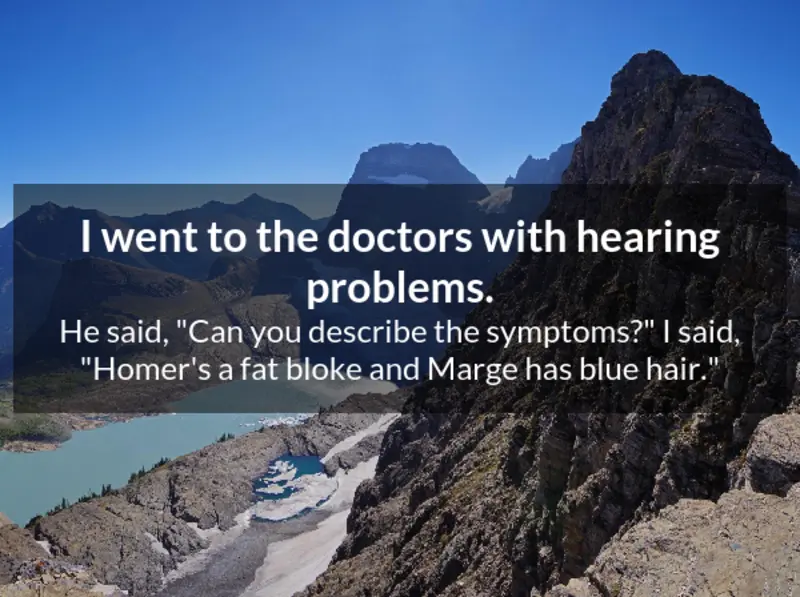 I went to the doctors with hearing
problems.
He said, "Can you describe the symptoms?" I said,
"Homer's a fat bloke and Marge has blue hair."